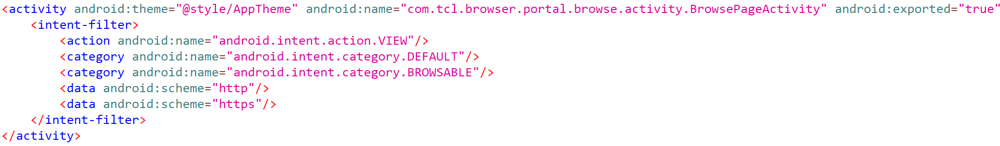 <activity android:theme="@style/AppTheme" android:name="com.tcl.browser.portal.browse.activity.BrowsePageActivity" android:exported="true"
    <intent-filter>
        <action android:name="android.intent.action.VIEW"/>
        <category android:name="android.intent.category.DEFAULT"/>
        <category android:name="android.intent.category.BROWSABLE"/>
        <data android:scheme="http"/>
        <data android:scheme="https"/>
    </intent-filter>
</activity>